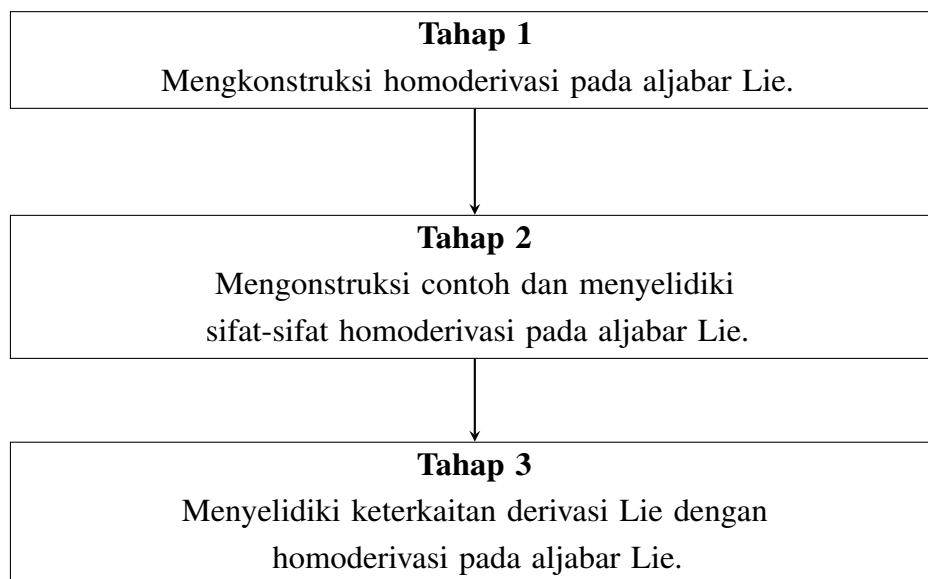 Tahap 1
Mengkonstruksi homoderivasi pada aljabar Lie.
Tahap 2
Mengonstruksi contoh dan menyelidiki
sifat-sifat homoderivasi pada aljabar Lie.
Tahap 3
Menyelidiki keterkaitan derivasi Lie dengan
homoderivasi pada aljabar Lie.